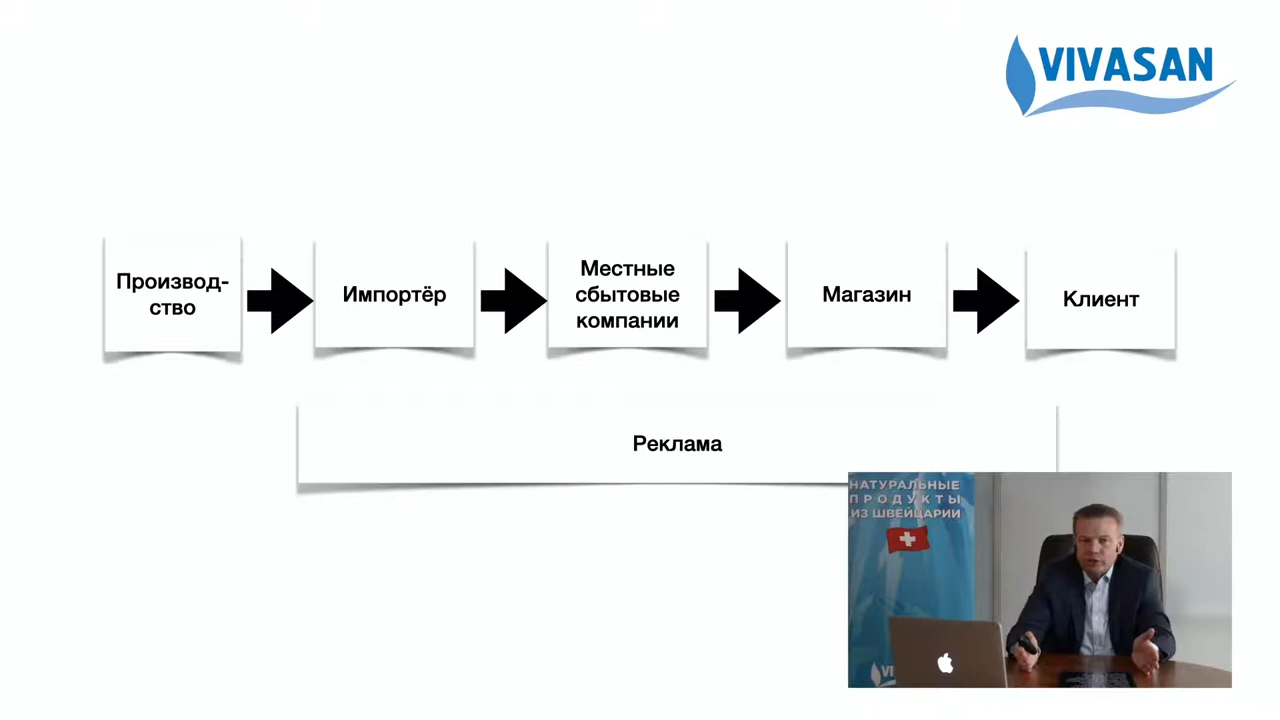 VIVASAN
Производ-
ство
Импортёр
Местные
сбытовые
компании
Магазин
Клиент
Реклама
НАТУРАЛЬНЫЕ
ПРОДУКТЫ
ИЗ ШВЕЙЦАРИИ